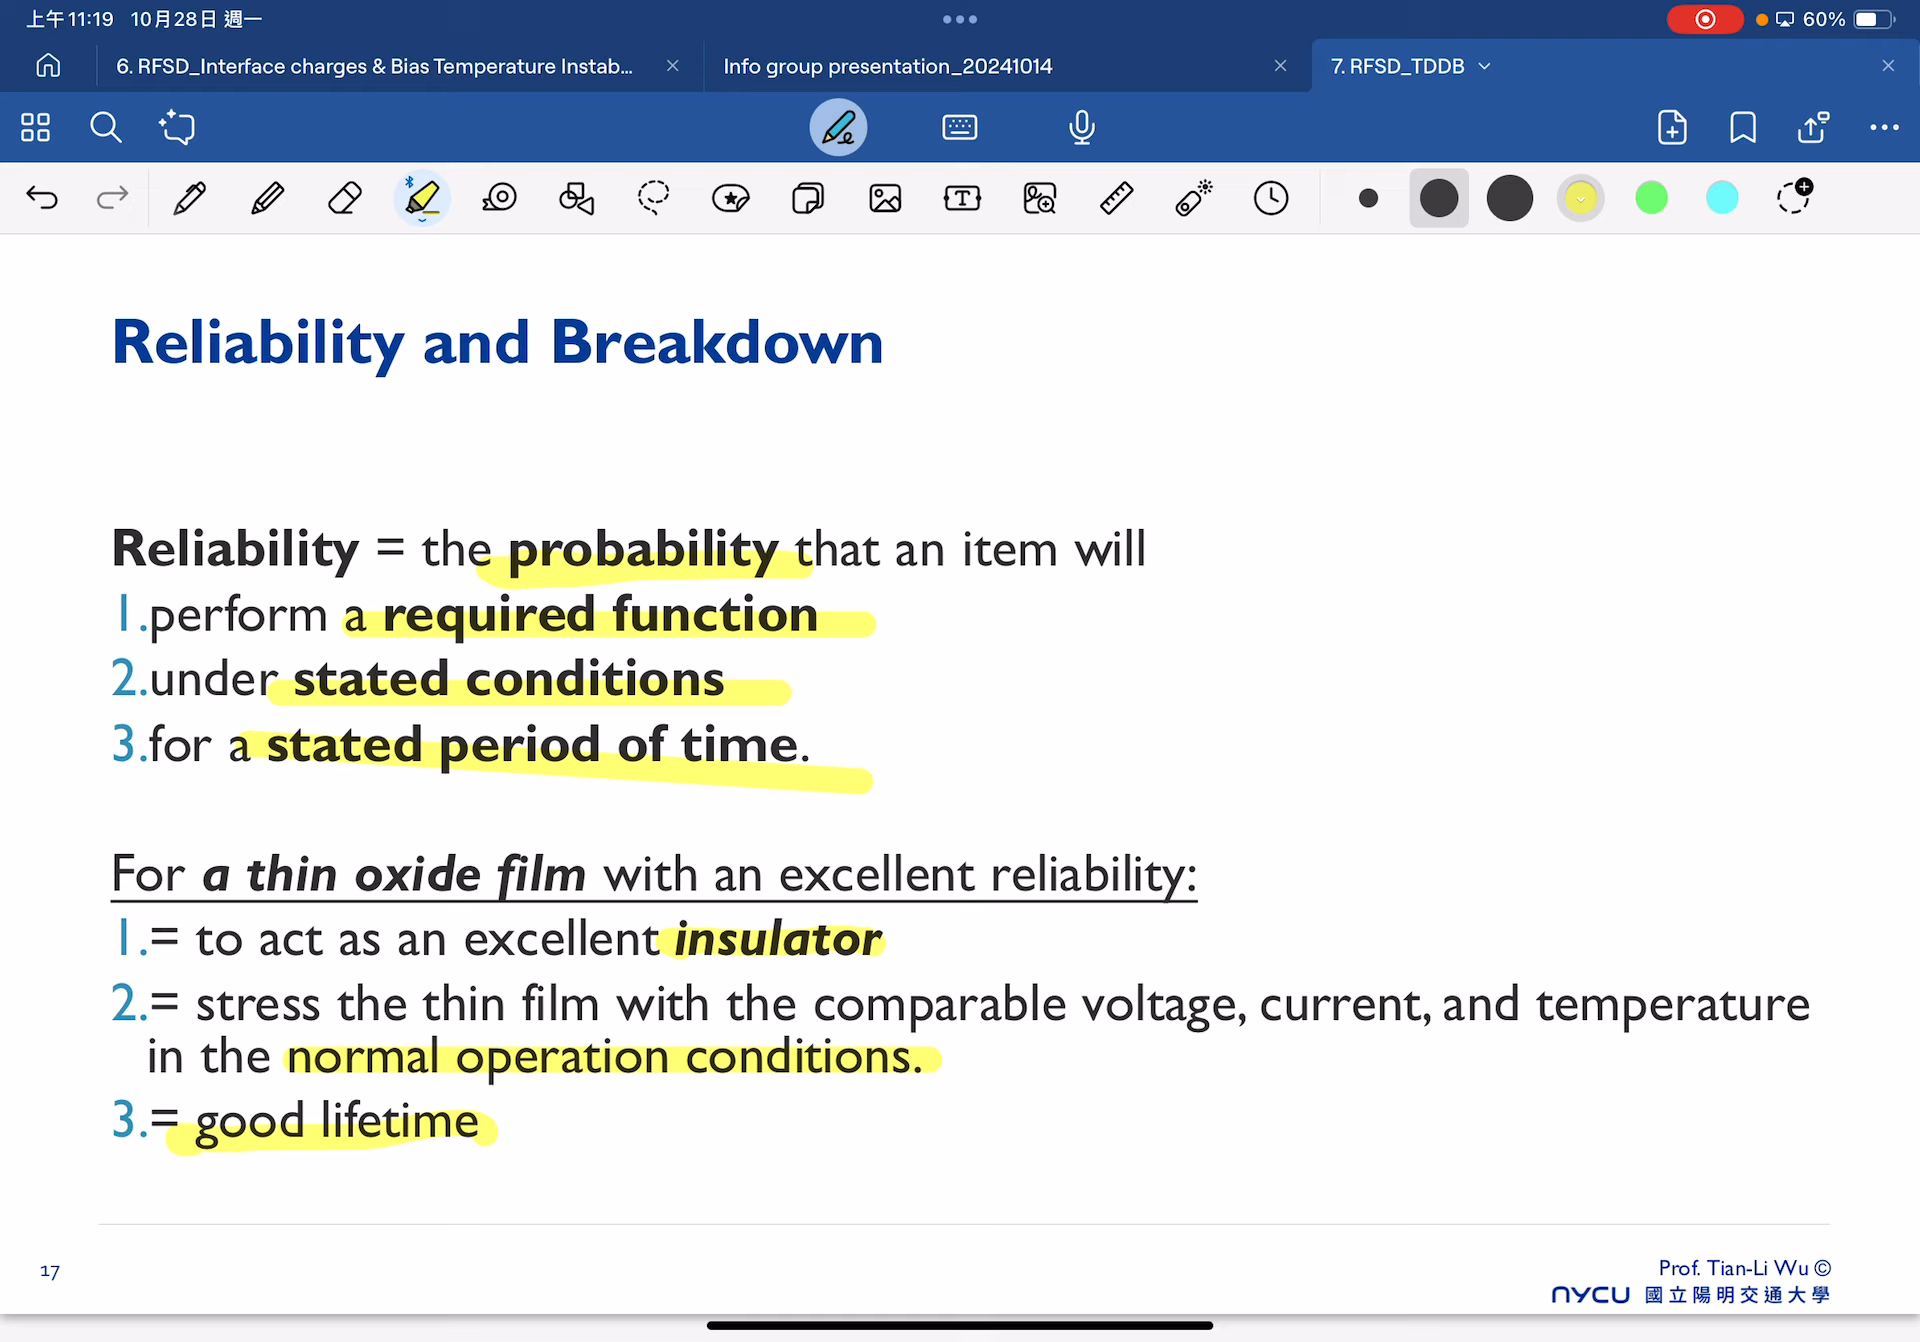 上午11:19 10月28日 週一
60%
6. RFSD_Interface charges & Bias Temperature Instab...
Info group presentation_20241014
7. RFSD_TDDB
Reliability and Breakdown
Reliability = the probability that an item will
1.perform a required function
2.under stated conditions
3.for a stated period of time.
For a thin oxide film with an excellent reliability:
1.= to act as an excellent insulator
2.= stress the thin film with the comparable voltage, current, and temperature
in the normal operation conditions.
3.= good lifetime
17
Prof. Tian-Li Wu ©
NYCU 國立陽明交通大學